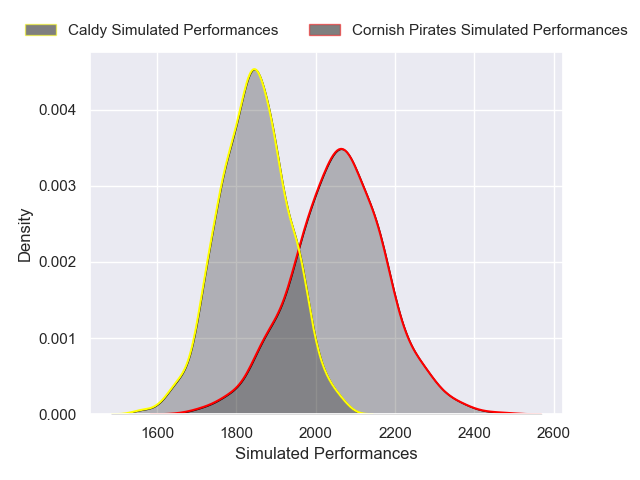 Caldy Simulated Performances
Cornish Pirates Simulated Performances
Density
0.004
0.003
0.002
0.001
0.000
1600 1800 2000 2200 2400 2600
Simulated Performances